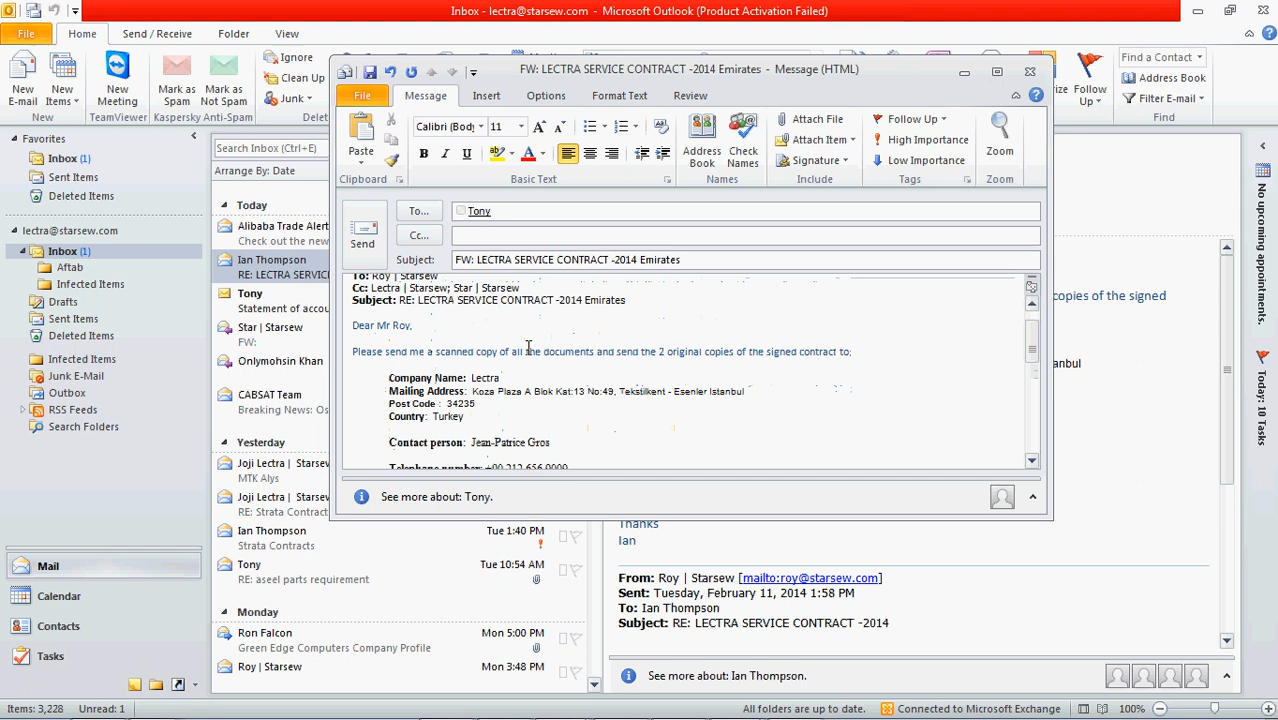 Inbox - lectra@starsew.com - Microsoft Outlook (Product Activation Failed)
File Home Send / Receive Folder View
New E-mail
New Items
New
New Meeting
TeamViewer
Mark as Spam
Mark as Not Spam
Kaspersky Anti-Spam
Ignore
Clean Up
Junk
Follow Up
Find a Contact
Address Book
Filter E-mail
Find
Favorites
Inbox (1)
Sent Items
Deleted Items
lectra@starsew.com
Inbox (1)
Aftab
Infected Items
Drafts
Sent Items
Deleted Items
Infected Items
Junk E-Mail
Outbox
RSS Feeds
Search Folders
Mail
Calendar
Contacts
Tasks
Search Inbox (Ctrl+E)
Arrange By: Date
Today
Alibaba Trade Alert
Check out the new
Ian Thompson
RE: LECTRA SERVIC
Tony
Statement of accou
Star | Starsew
FW:
Onlymohsin Khan
CABSAT Team
Breaking News: Os
Yesterday
Joji Lectra | S
MTK Alys
Joji Lectra | S
RE: Strata Contracts
Ian Thompson Tue 1:40 PM
Strata Contracts
Tony Tue 10:54 AM
RE: aseel parts requirement
Monday
Ron Falcon Mon 5:00 PM
Green Edge Computers Company Profile
Roy | Starsew Mon 3:48 PM
FW: LECTRA SERVICE CONTRACT -2014 Emirates - Message (HTML)
File Message Insert Options Format Text Review
Paste
Clipboard
Calibri (Body) 11
Basic Text
Address Book
Check Names
Names
Attach File
Attach Item
Signature
Include
Follow Up
High Importance
Low Importance
Tags
Zoom
Zoom
Send
To... Tony
Cc...
Subject: FW: LECTRA SERVICE CONTRACT -2014 Emirates
To: Roy | Starsew
Cc: Lectra | Starsew; Star | Starsew
Subject: RE: LECTRA SERVICE CONTRACT -2014 Emirates
Dear Mr Roy,
Please send me a scanned copy of all the documents and send the 2 original copies of the signed contract to;
Company Name: Lectra
Mailing Address: Koza Plaza A Blok Kat:13 No:49, Tekstilkent - Esenler Istanbul
Post Code : 34235
Country: Turkey
Contact person: Jean-Patrice Gros
Telephone number: +90 212 656 0000
See more about: Tony.
copies of the signed
anbul
Thanks
Ian
From: Roy | Starsew [mailto:roy@starsew.com]
Sent: Tuesday, February 11, 2014 1:58 PM
To: Ian Thompson
Subject: RE: LECTRA SERVICE CONTRACT -2014
See more about: Ian Thompson.
No upcoming appointments.
Today: 10 Tasks
Items: 3,228 Unread: 1 All folders are up to date. Connected to Microsoft Exchange 100%